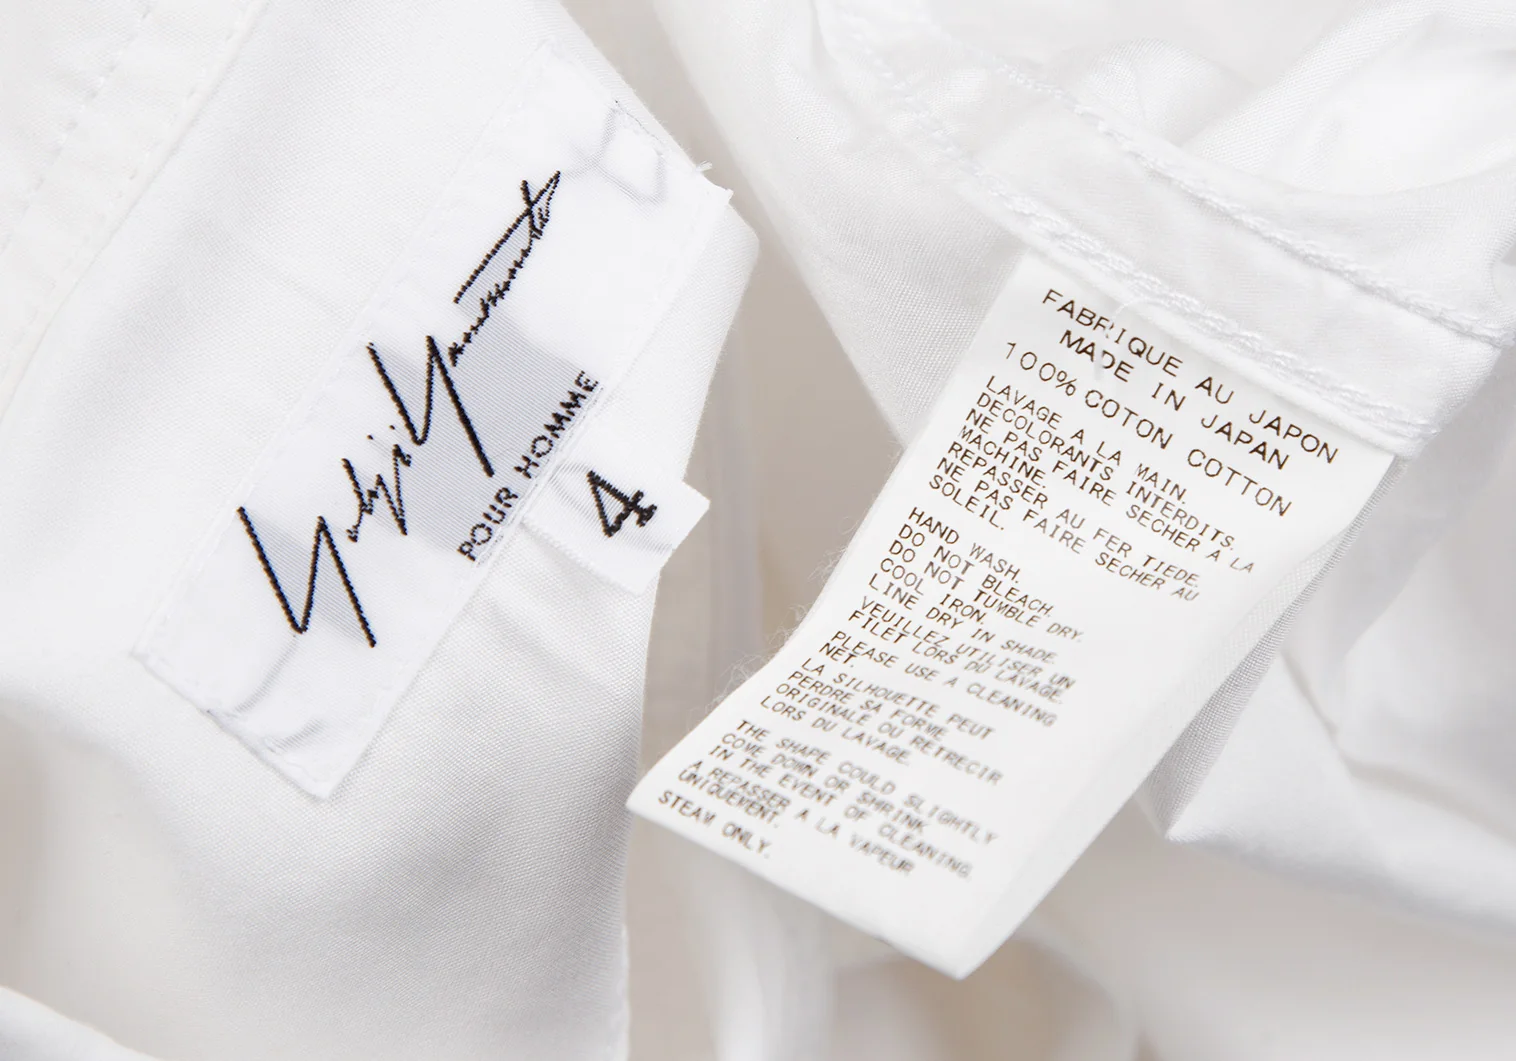 Yohji Yamamoto
POUR HOMME
4
FABRIQUE AU JAPON
MADE IN JAPAN
100% COTON COTTON
LAVAGE A LA MAIN.
DECOLORANTS INTERDITS.
NE PAS FAIRE SECHER A LA
MACHINE.
REPASSER AU FER TIEDE.
NE PAS FAIRE SECHER AU
SOLEIL.
HAND WASH.
DO NOT BLEACH
DO NOT TUMBLE DRY.
COOL IRON.
LINE DRY IN SHADE.
VEUILLEZ UTILISER UN
FILET LORS DU LAVAGE.
PLEASE USE A CLEANING
NET.
LA SILHOUETTE PEUT
PERDRE SA FORME
ORIGINALE OU RETRECIR
LORS DU LAVAGE.
THE SHAPE COULD SLIGHTLY
COME DOWN OR SHRINK
IN THE EVENT OF CLEANING.
A REPASSER A LA VAPEUR
UNIQUEMENT.
STEAM ONLY.